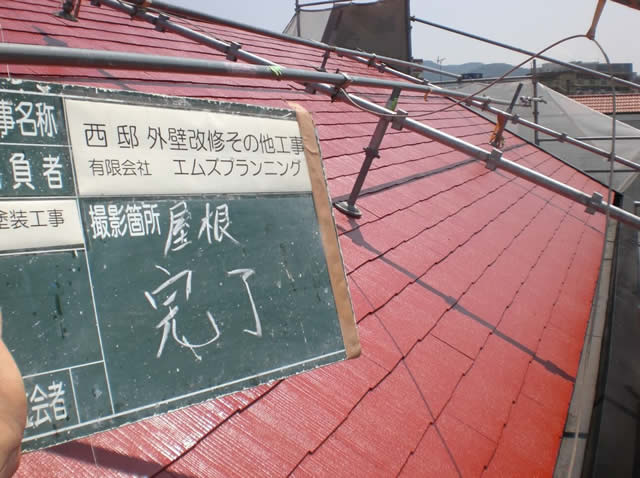 事名称
西 邸 外壁改修その他工事
負者
有限会社 エムズプランニング
塗装工事
撮影箇所 屋根
完了
会者